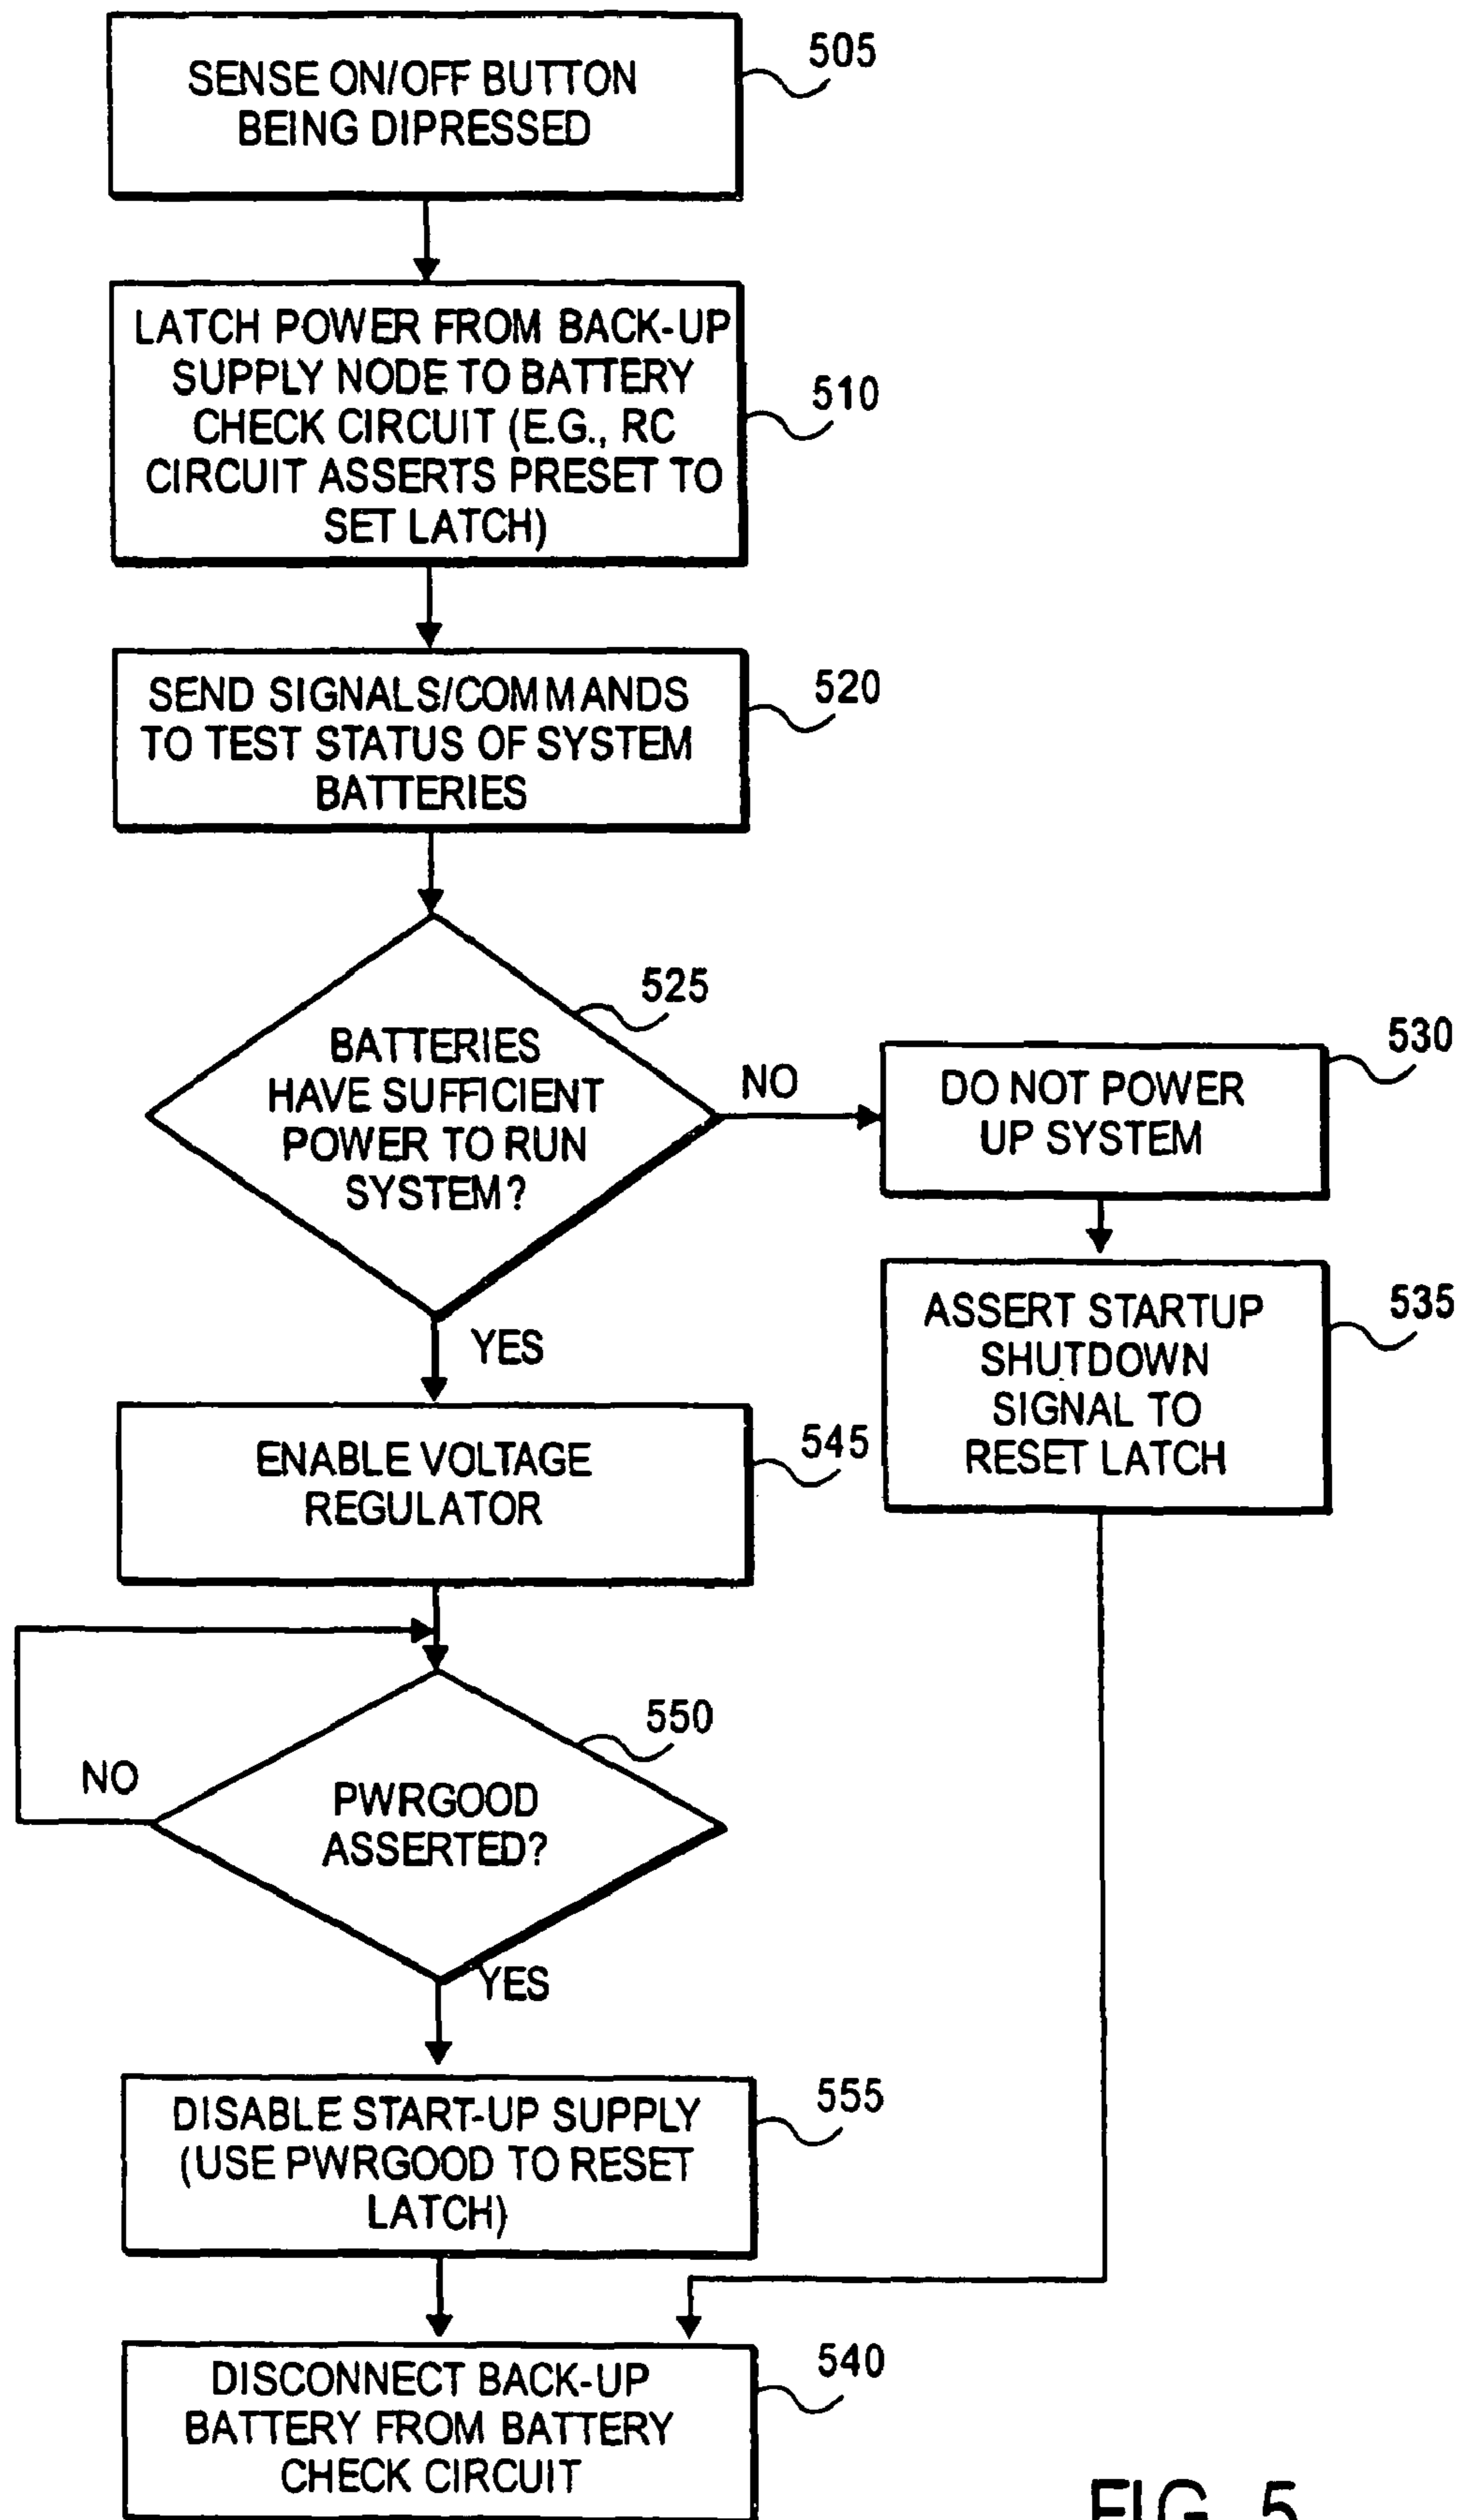 SENSE ON/OFF BUTTON
BEING DIPRESSED
505
LATCH POWER FROM BACK-UP
SUPPLY NODE TO BATTERY
CHECK CIRCUIT (E.G., RC
CIRCUIT ASSERTS PRESET TO
SET LATCH)
510
SEND SIGNALS/COMMANDS
TO TEST STATUS OF SYSTEM
BATTERIES
520
BATTERIES
HAVE SUFFICIENT
POWER TO RUN
SYSTEM?
525
NO
DO NOT POWER
UP SYSTEM
530
ASSERT STARTUP
SHUTDOWN
SIGNAL TO
RESET LATCH
535
YES
ENABLE VOLTAGE
REGULATOR
545
NO
PWRGOOD
ASSERTED?
550
YES
DISABLE START-UP SUPPLY
(USE PWRGOOD TO RESET
LATCH)
555
DISCONNECT BACK-UP
BATTERY FROM BATTERY
CHECK CIRCUIT
540
FIG. 5